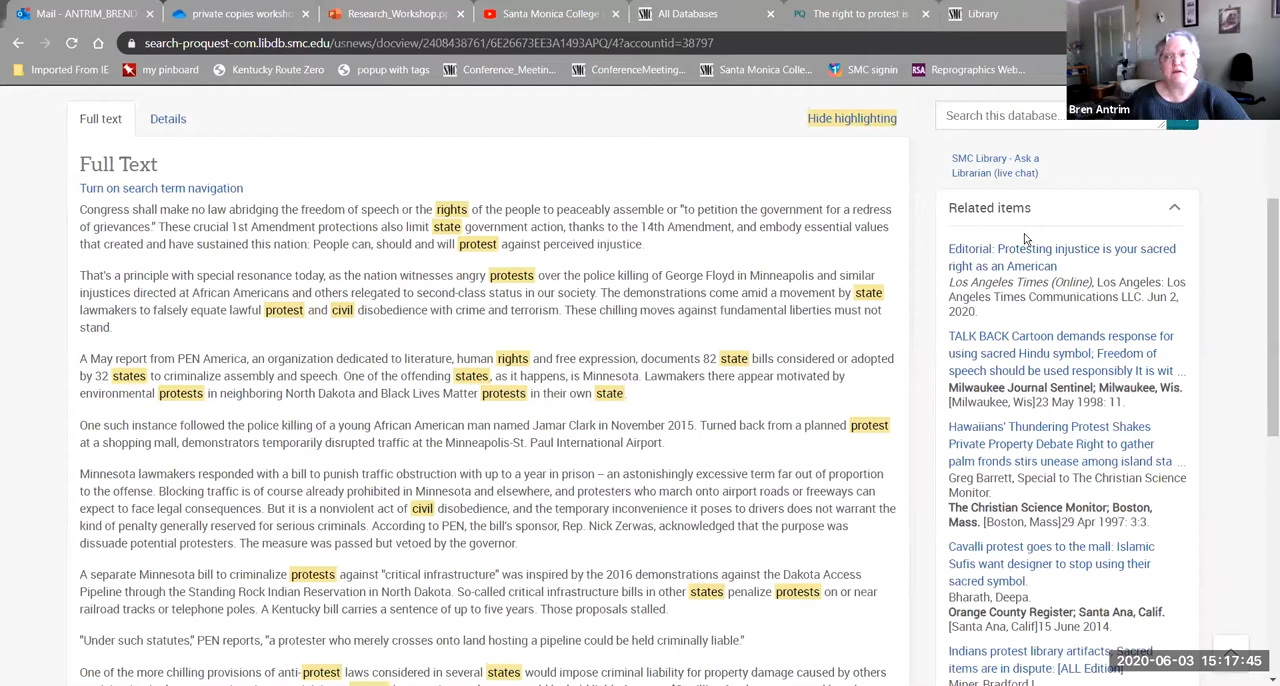 Mail - ANTRIM_BREND
private copies worksho
Research_Workshop.pp
Santa Monica College
All Databases
The right to protest is
Library
search-proquest-com.libdb.smc.edu/usnews/docview/2408438761/6E26673EE3A1493APQ/4?accountid=38797
Imported From IE
my pinboard
Kentucky Route Zero
popup with tags
Conference_Meetin...
ConferenceMeeting...
Santa Monica Colle...
SMC signin
Reprographics Web...
Bren Antrim
Full text
Details
Hide highlighting
Search this database...
SMC Library - Ask a
Librarian (live chat)
Full Text
Turn on search term navigation
Congress shall make no law abridging the freedom of speech or the rights of the people to peaceably assemble or "to petition the government for a redress
of grievances." These crucial 1st Amendment protections also limit state government action, thanks to the 14th Amendment, and embody essential values
that created and have sustained this nation: People can, should and will protest against perceived injustice.
That's a principle with special resonance today, as the nation witnesses angry protests over the police killing of George Floyd in Minneapolis and similar
injustices directed at African Americans and others relegated to second-class status in our society. The demonstrations come amid a movement by state
lawmakers to falsely equate lawful protest and civil disobedience with crime and terrorism. These chilling moves against fundamental liberties must not
stand.
A May report from PEN America, an organization dedicated to literature, human rights and free expression, documents 82 state bills considered or adopted
by 32 states to criminalize assembly and speech. One of the offending states, as it happens, is Minnesota. Lawmakers there appear motivated by
environmental protests in neighboring North Dakota and Black Lives Matter protests in their own state.
One such instance followed the police killing of a young African American man named Jamar Clark in November 2015. Turned back from a planned protest
at a shopping mall, demonstrators temporarily disrupted traffic at the Minneapolis-St. Paul International Airport.
Minnesota lawmakers responded with a bill to punish traffic obstruction with up to a year in prison – an astonishingly excessive term far out of proportion
to the offense. Blocking traffic is of course already prohibited in Minnesota and elsewhere, and protesters who march onto airport roads or freeways can
expect to face legal consequences. But it is a nonviolent act of civil disobedience, and the temporary inconvenience it poses to drivers does not warrant the
kind of penalty generally reserved for serious criminals. According to PEN, the bill's sponsor, Rep. Nick Zerwas, acknowledged that the purpose was
dissuade potential protesters. The measure was passed but vetoed by the governor.
A separate Minnesota bill to criminalize protests against "critical infrastructure" was inspired by the 2016 demonstrations against the Dakota Access
Pipeline through the Standing Rock Indian Reservation in North Dakota. So-called critical infrastructure bills in other states penalize protests on or near
railroad tracks or telephone poles. A Kentucky bill carries a sentence of up to five years. Those proposals stalled.
"Under such statutes," PEN reports, "a protester who merely crosses onto land hosting a pipeline could be held criminally liable."
One of the more chilling provisions of anti-protest laws considered in several states would impose criminal liability for property damage caused by
Related items
Editorial: Protesting injustice is your sacred
right as an American
Los Angeles Times (Online), Los Angeles: Los
Angeles Times Communications LLC. Jun 2,
2020.
TALK BACK Cartoon demands response for
using sacred Hindu symbol; Freedom of
speech should be used responsibly It is wit ...
Milwaukee Journal Sentinel; Milwaukee, Wis.
[Milwaukee, Wis]23 May 1998: 11.
Hawaiians' Thundering Protest Shakes
Private Property Debate Right to gather
palm fronds stirs unease among island sta ...
Greg Barrett, Special to The Christian Science
Monitor.
The Christian Science Monitor; Boston,
Mass. [Boston, Mass]29 Apr 1997: 3:3.
Cavalli protest goes to the mall: Islamic
Sufis want designer to stop using their
sacred symbol.
Bharath, Deepa.
Orange County Register; Santa Ana, Calif.
[Santa Ana, Calif]15 June 2014.
Indians protest library artifacts: Sacred
items are in dispute: [ALL Edition]
2020-06-03 15:17:45
Miner, Bradford L